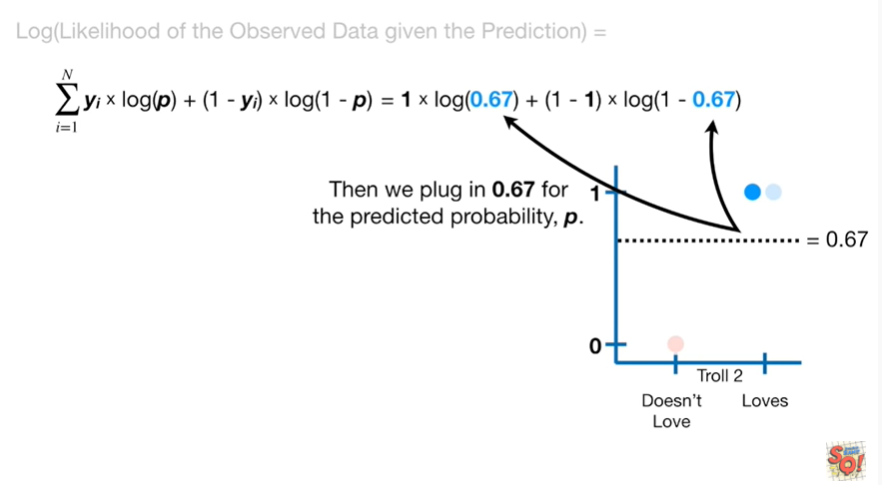 Log(Likelihood of the Observed Data given the Prediction) =
N
∑ yᵢ × log(p) + (1 - yᵢ) × log(1 - p) = 1 × log(0.67) + (1 - 1) × log(1 - 0.67)
i=1
Then we plug in 0.67 for
the predicted probability, p.
1
= 0.67
0
Troll 2
Doesn't
Love
Loves
SQ!